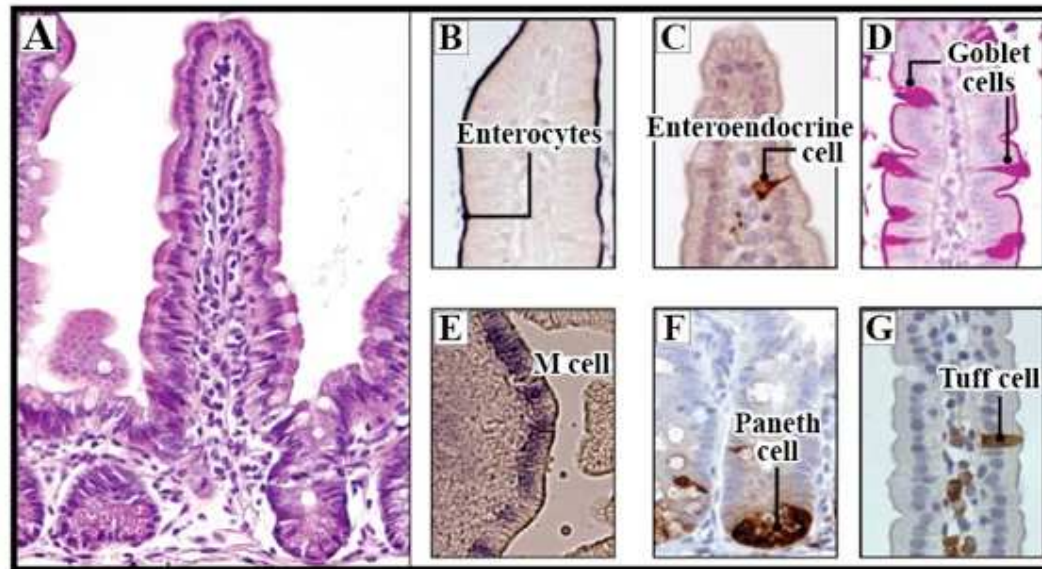 A
B
Enterocytes
C
Enteroendocrine
cell
D
Goblet
cells
E
M cell
F
Paneth
cell
G
Tuff cell